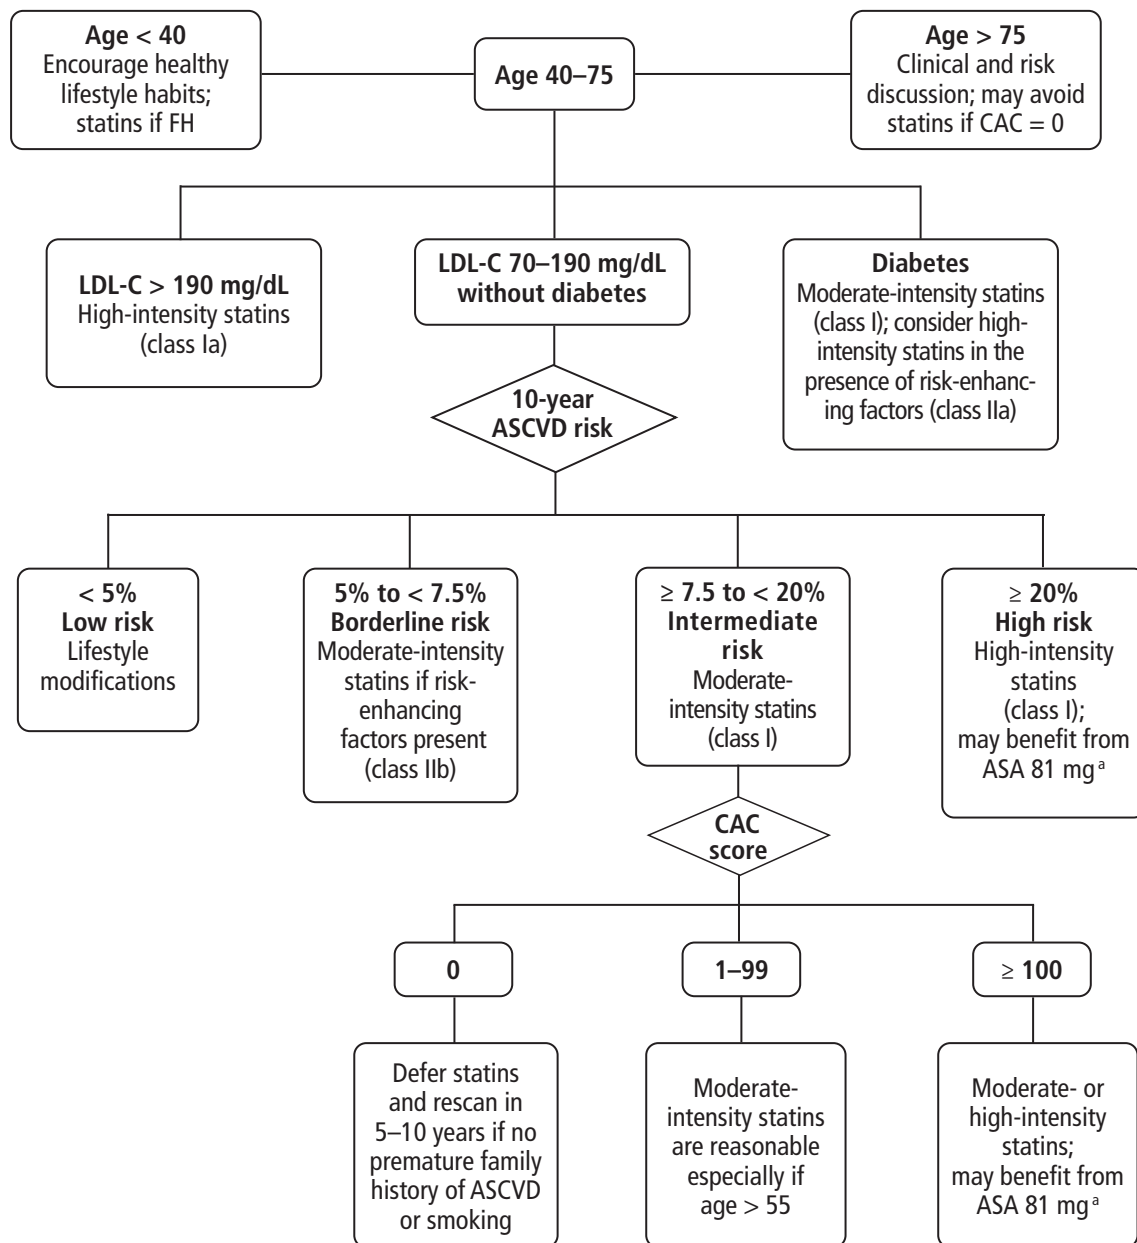 Age < 40
Encourage healthy
lifestyle habits;
statins if FH
Age 40–75
Age > 75
Clinical and risk
discussion; may avoid
statins if CAC = 0
LDL-C > 190 mg/dL
High-intensity statins
(class Ia)
LDL-C 70–190 mg/dL
without diabetes
Diabetes
Moderate-intensity statins
(class I); consider high-
intensity statins in the
presence of risk-enhanc-
ing factors (class IIa)
10-year
ASCVD risk
< 5%
Low risk
Lifestyle
modifications
5% to < 7.5%
Borderline risk
Moderate-intensity
statins if risk-
enhancing
factors present
(class IIb)
≥ 7.5 to < 20%
Intermediate
risk
Moderate-
intensity statins
(class I)
≥ 20%
High risk
High-intensity
statins
(class I);
may benefit from
ASA 81 mg a
CAC
score
0
1–99
≥ 100
Defer statins
and rescan in
5–10 years if no
premature family
history of ASCVD
or smoking
Moderate-
intensity statins
are reasonable
especially if
age > 55
Moderate- or
high-intensity
statins;
may benefit from
ASA 81 mg a